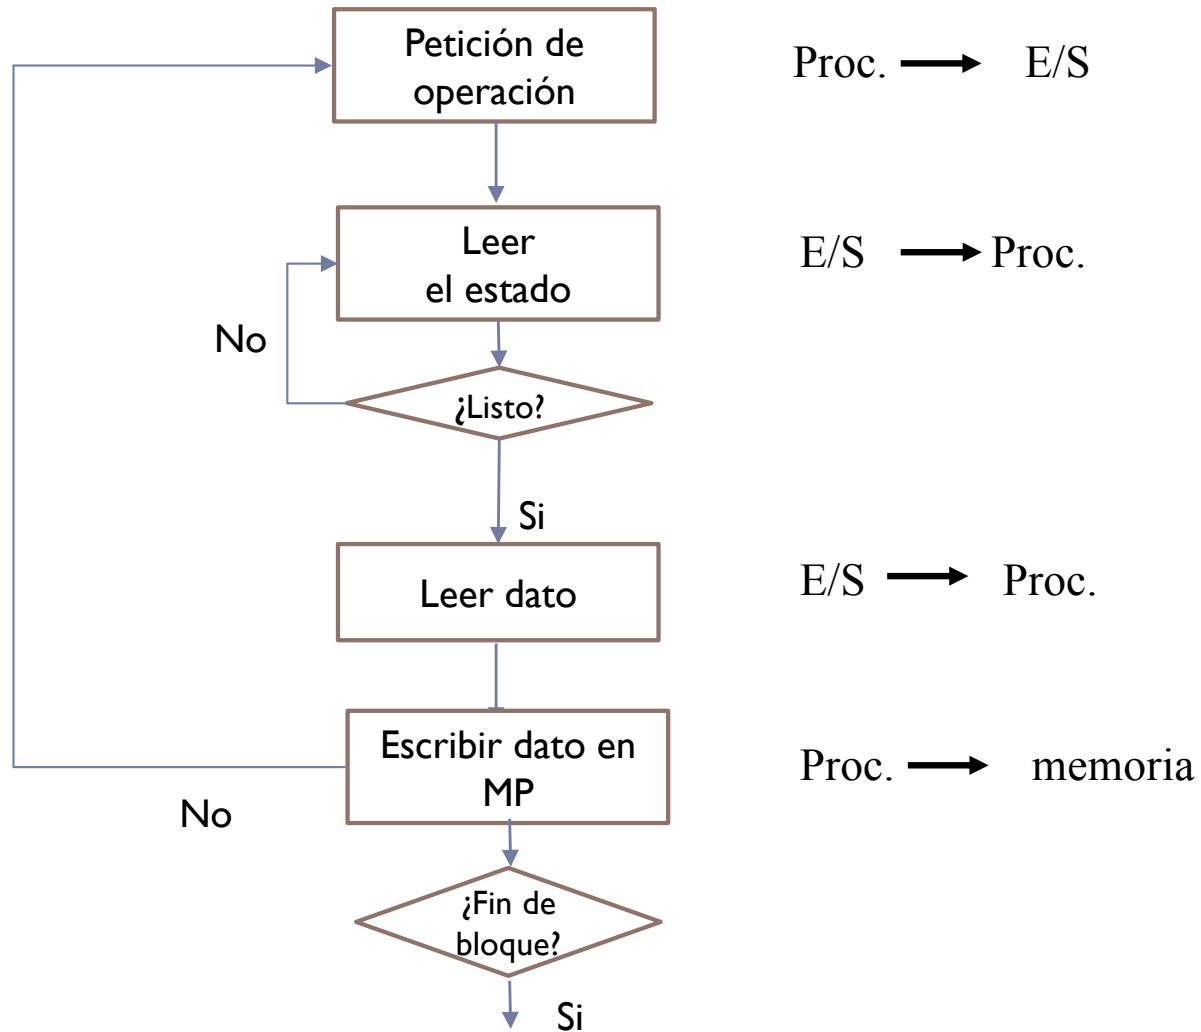 Petición de
operación
Proc. E/S
Leer
el estado
E/S Proc.
No
¿Listo?
Si
Leer dato
E/S Proc.
Escribir dato en
MP
Proc. memoria
No
¿Fin de
bloque?
Si